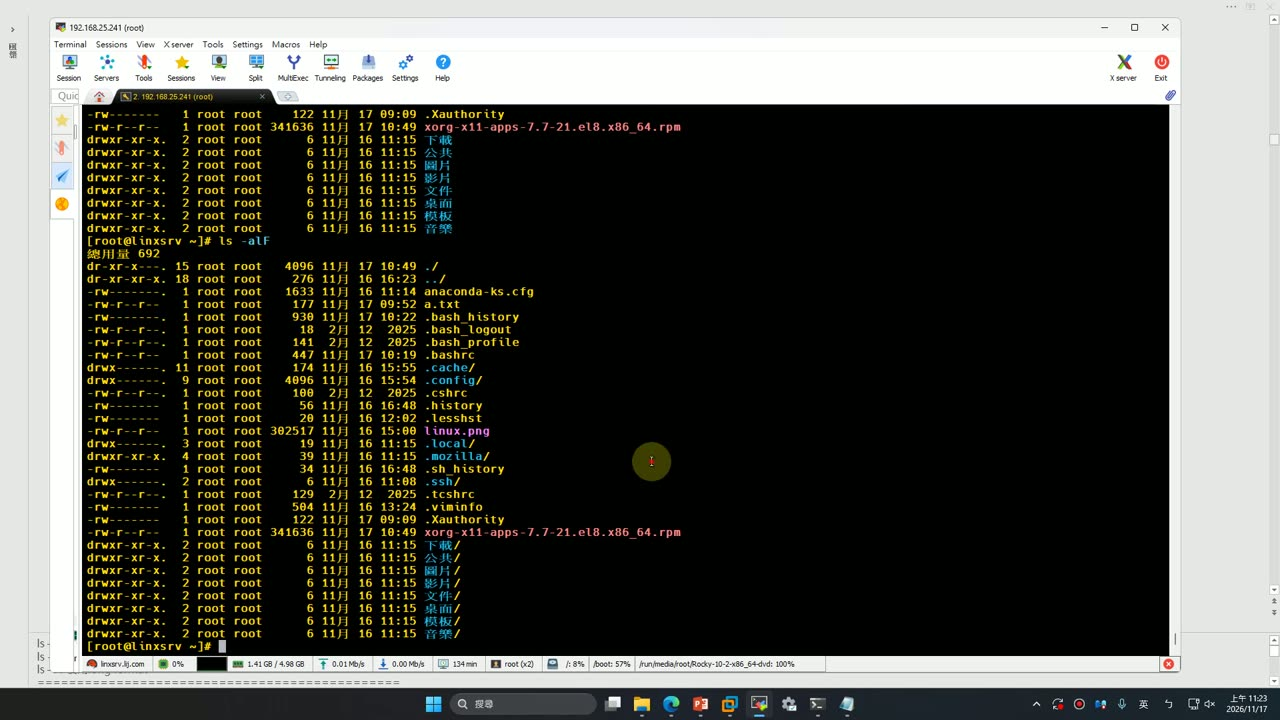 192.168.25.241 (root)
Terminal Sessions View X server Tools Settings Macros Help
Session Servers Tools Sessions View Split MultiExec Tunneling Packages Settings Help X server Exit
Quic 2. 192.168.25.241 (root)
-rw------- 1 root root 122 11月 17 09:09 .Xauthority
-rw-r--r-- 1 root root 341636 11月 17 10:49 xorg-x11-apps-7.7-21.el8.x86_64.rpm
drwxr-xr-x. 2 root root 6 11月 16 11:15 下載
drwxr-xr-x. 2 root root 6 11月 16 11:15 公共
drwxr-xr-x. 2 root root 6 11月 16 11:15 圖片
drwxr-xr-x. 2 root root 6 11月 16 11:15 影片
drwxr-xr-x. 2 root root 6 11月 16 11:15 文件
drwxr-xr-x. 2 root root 6 11月 16 11:15 桌面
drwxr-xr-x. 2 root root 6 11月 16 11:15 模板
drwxr-xr-x. 2 root root 6 11月 16 11:15 音樂
[root@linxsrv ~]# ls -alF
總用量 692
dr-xr-x---. 15 root root 4096 11月 17 10:49 ./
dr-xr-xr-x. 18 root root 276 11月 16 16:23 ../
-rw-------. 1 root root 1633 11月 16 11:14 anaconda-ks.cfg
-rw-r--r-- 1 root root 177 11月 17 09:52 a.txt
-rw-------. 1 root root 930 11月 17 10:22 .bash_history
-rw-r--r--. 1 root root 18 2月 12 2025 .bash_logout
-rw-r--r--. 1 root root 141 2月 12 2025 .bash_profile
-rw-r--r-- 1 root root 447 11月 17 10:19 .bashrc
drwx------. 11 root root 174 11月 16 15:55 .cache/
drwx------. 9 root root 4096 11月 16 15:54 .config/
-rw-r--r--. 1 root root 100 2月 12 2025 .cshrc
-rw------- 1 root root 56 11月 16 16:48 .history
-rw------- 1 root root 20 11月 16 12:02 .lesshst
-rw-r--r-- 1 root root 302517 11月 16 15:00 linux.png
drwx------. 3 root root 19 11月 16 11:15 .local/
drwxr-xr-x. 4 root root 39 11月 16 11:15 .mozilla/
-rw------- 1 root root 34 11月 16 16:48 .sh_history
drwx------. 2 root root 6 11月 16 11:08 .ssh/
-rw-r--r--. 1 root root 129 2月 12 2025 .tcshrc
-rw------- 1 root root 504 11月 16 13:24 .viminfo
-rw------- 1 root root 122 11月 17 09:09 .Xauthority
-rw-r--r-- 1 root root 341636 11月 17 10:49 xorg-x11-apps-7.7-21.el8.x86_64.rpm
drwxr-xr-x. 2 root root 6 11月 16 11:15 下載/
drwxr-xr-x. 2 root root 6 11月 16 11:15 公共/
drwxr-xr-x. 2 root root 6 11月 16 11:15 圖片/
drwxr-xr-x. 2 root root 6 11月 16 11:15 影片/
drwxr-xr-x. 2 root root 6 11月 16 11:15 文件/
drwxr-xr-x. 2 root root 6 11月 16 11:15 桌面/
drwxr-xr-x. 2 root root 6 11月 16 11:15 模板/
drwxr-xr-x. 2 root root 6 11月 16 11:15 音樂/
[root@linxsrv ~]#
linxsrv.lij.com 0% 1.41 GB / 4.98 GB 0.01 Mb/s 0.00 Mb/s 134 min root (x2) /: 8% /boot: 57% /run/media/root/Rocky-10-2-x86_64-dvd: 100%
搜尋
英
上午 11:23
2026/11/17